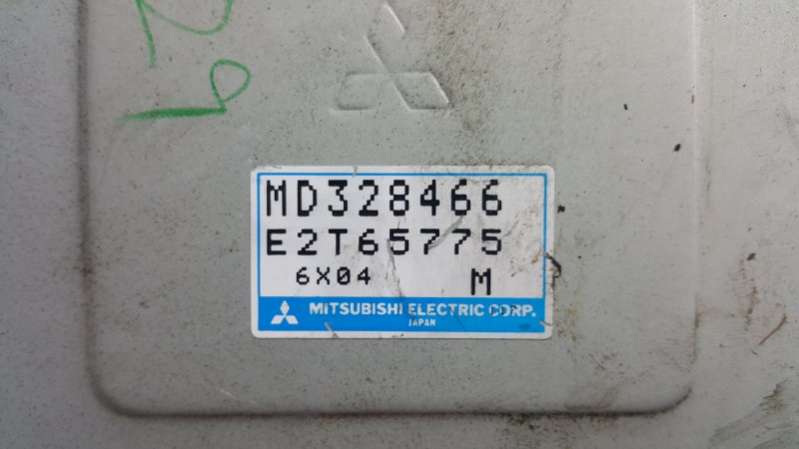 MD328466
E2T65775
6X04 M
MITSUBISHI ELECTRIC CORP.
JAPAN